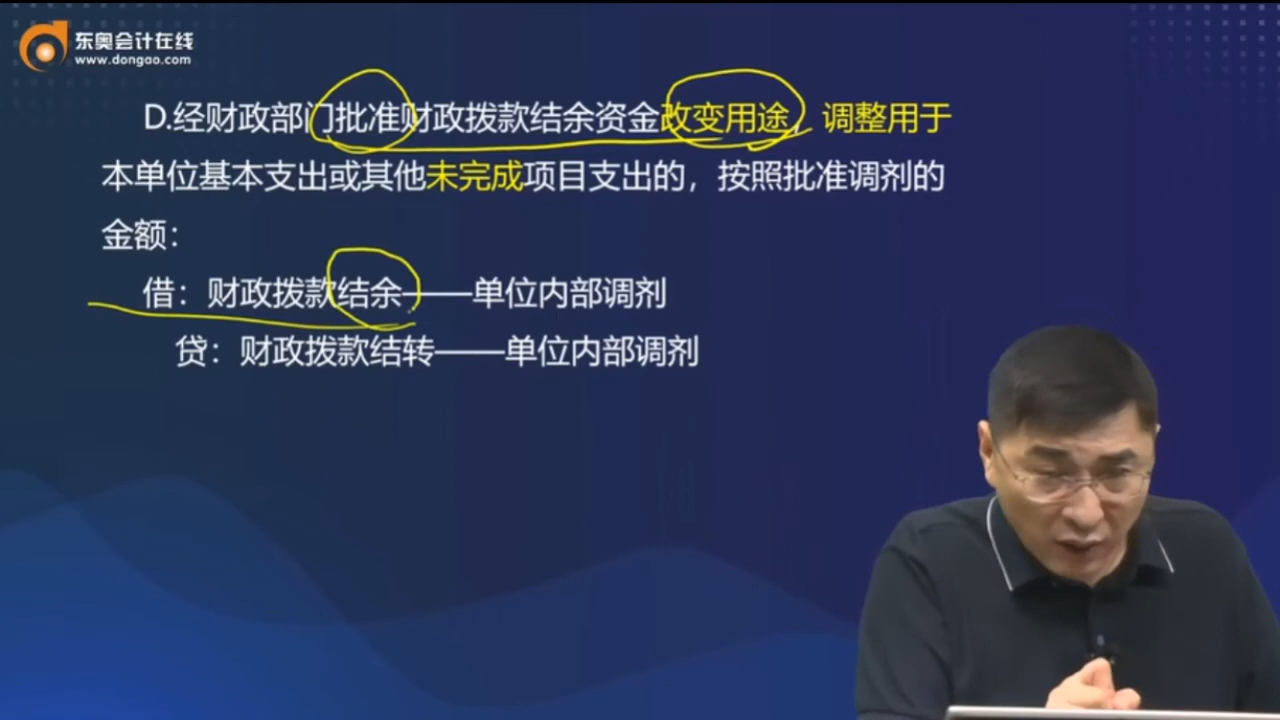 东奥会计在线
www.dongao.com
D.经财政部门批准财政拨款结余资金改变用途，调整用于
本单位基本支出或其他未完成项目支出的，按照批准调剂的
金额：
借：财政拨款结余——单位内部调剂
贷：财政拨款结转——单位内部调剂